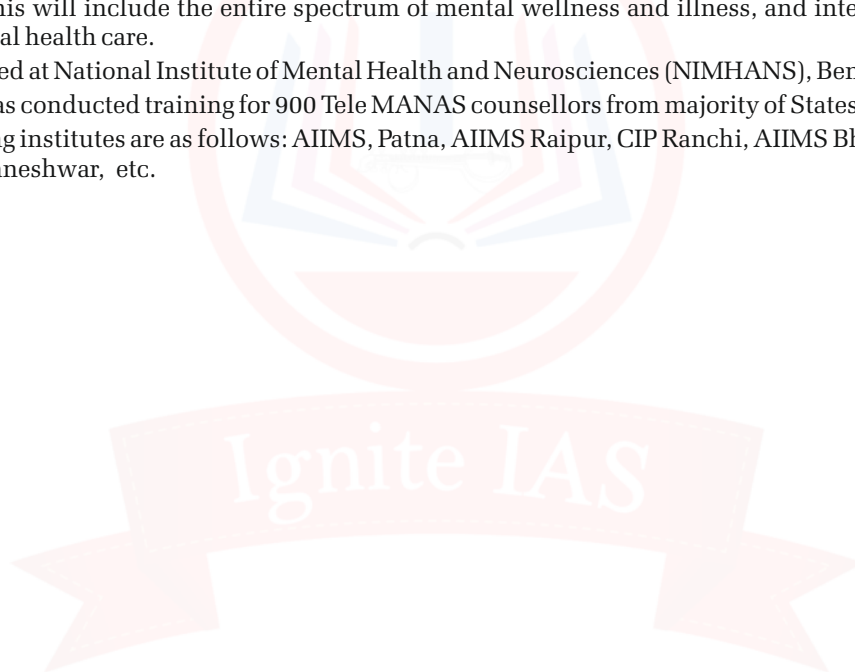 his will include the entire spectrum of mental wellness and illness, and inte
al health care.
ed at National Institute of Mental Health and Neurosciences (NIMHANS), Ben
as conducted training for 900 Tele MANAS counsellors from majority of States
g institutes are as follows: AIIMS, Patna, AIIMS Raipur, CIP Ranchi, AIIMS Bh
neshwar, etc.
Ignite IAS